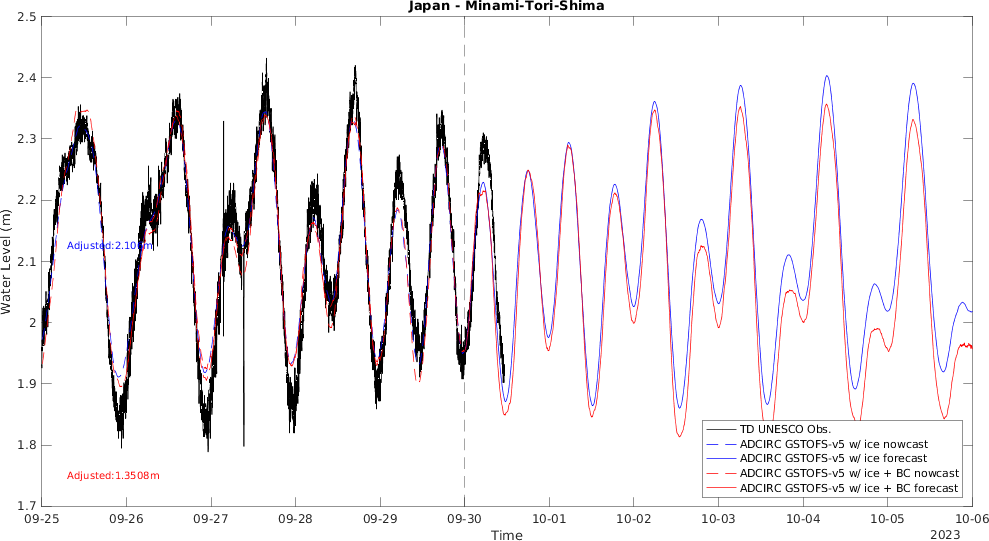 Japan - Minami-Tori-Shima
2.5
2.4
2.3
2.2
2.1
2
1.9
1.8
1.7
Water Level (m)
Adjusted:2.100m
Adjusted:1.3508m
TD UNESCO Obs.
ADCIRC GSTOFS-v5 w/ ice nowcast
ADCIRC GSTOFS-v5 w/ ice forecast
ADCIRC GSTOFS-v5 w/ ice + BC nowcast
ADCIRC GSTOFS-v5 w/ ice + BC forecast
09-25 09-26 09-27 09-28 09-29 09-30 10-01 10-02 10-03 10-04 10-05 10-06
Time
2023